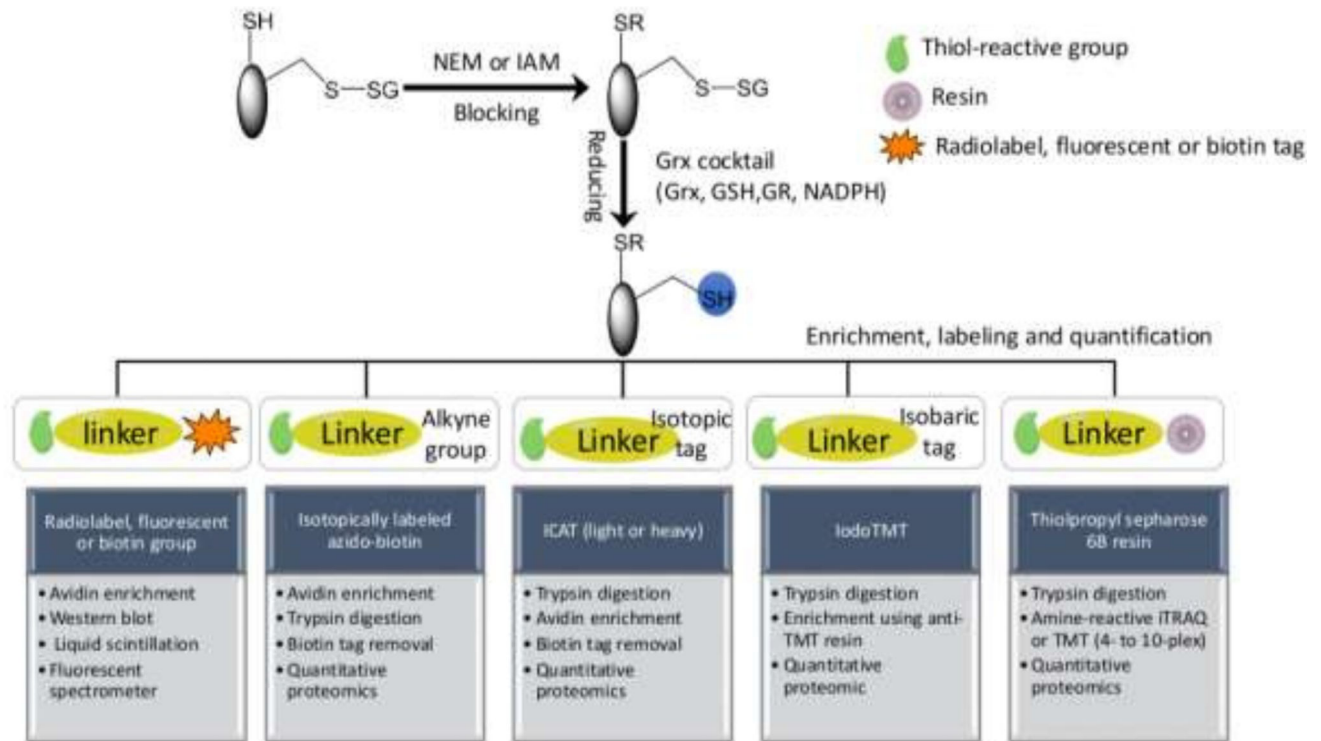 SH
S—SG
NEM or IAM
Blocking
SR
S—SG
Thiol-reactive group
Resin
Radiolabel, fluorescent or biotin tag
Reducing
Grx cocktail
(Grx, GSH,GR, NADPH)
SR
SH
Enrichment, labeling and quantification
linker
Linker
Alkyne
group
Linker
Isotopic
tag
Linker
Isobaric
tag
Linker
Radiolabel, fluorescent
or biotin group
• Avidin enrichment
• Western blot
• Liquid scintillation
• Fluorescent
spectrometer
Isotopically labeled
azido-biotin
• Avidin enrichment
• Trypsin digestion
• Biotin tag removal
• Quantitative
proteomics
ICAT (light or heavy)
• Trypsin digestion
• Avidin enrichment
• Biotin tag removal
• Quantitative
proteomics
IodoTMT
• Trypsin digestion
• Enrichment using anti-
TMT resin
• Quantitative
proteomic
Thiolpropyl sepharose
6B resin
• Trypsin digestion
• Amine-reactive iTRAQ
or TMT (4- to 10-plex)
• Quantitative
proteomics